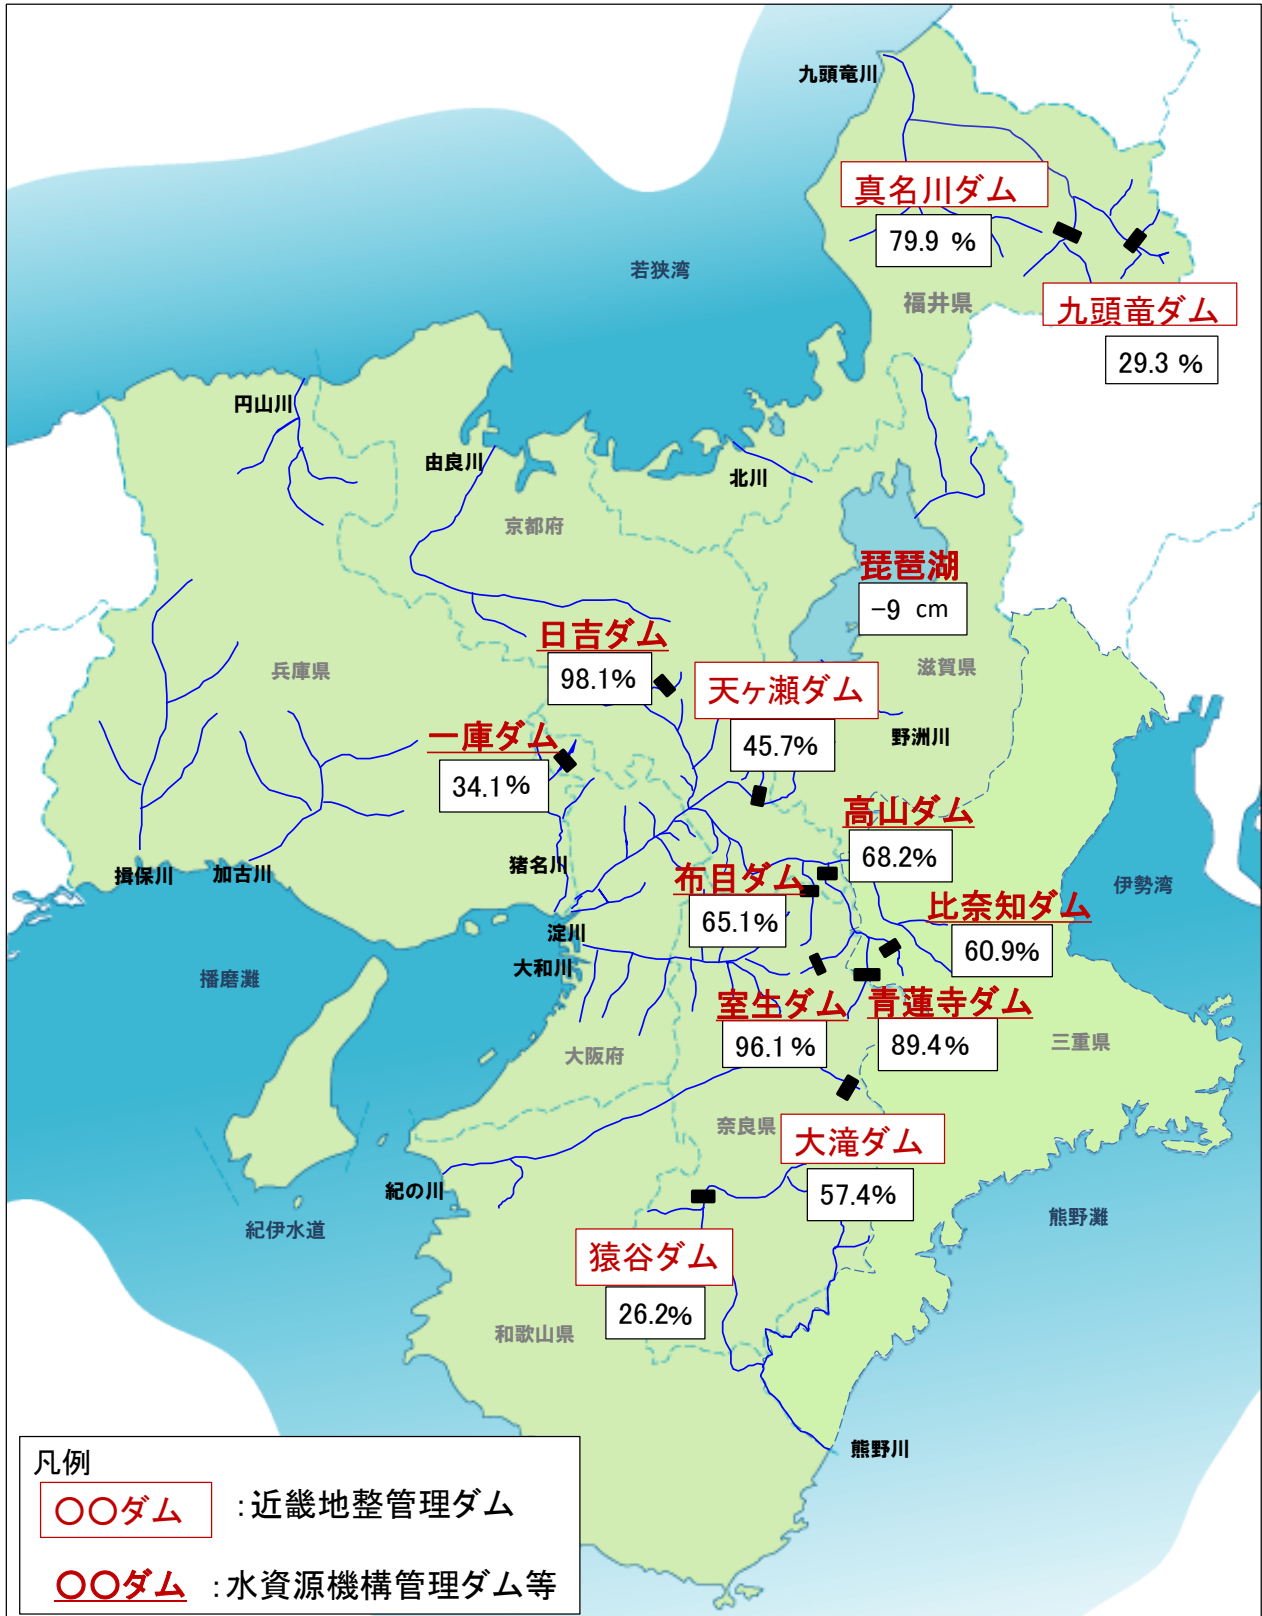 九頭竜川
真名川ダム
79.9 %
若狭湾
福井県
九頭竜ダム
29.3 %
円山川
由良川
北川
京都府
琵琶湖
-9 cm
日吉ダム
98.1%
兵庫県
滋賀県
天ヶ瀬ダム
45.7%
野洲川
一庫ダム
34.1%
高山ダム
68.2%
猪名川
揖保川
加古川
布目ダム
65.1%
伊勢湾
比奈知ダム
60.9%
淀川
大和川
播磨灘
室生ダム
96.1%
青蓮寺ダム
89.4%
大阪府
三重県
奈良県
大滝ダム
57.4%
紀の川
紀伊水道
熊野灘
猿谷ダム
26.2%
和歌山県
熊野川
凡例
〇〇ダム :近畿地整管理ダム
〇〇ダム :水資源機構管理ダム等